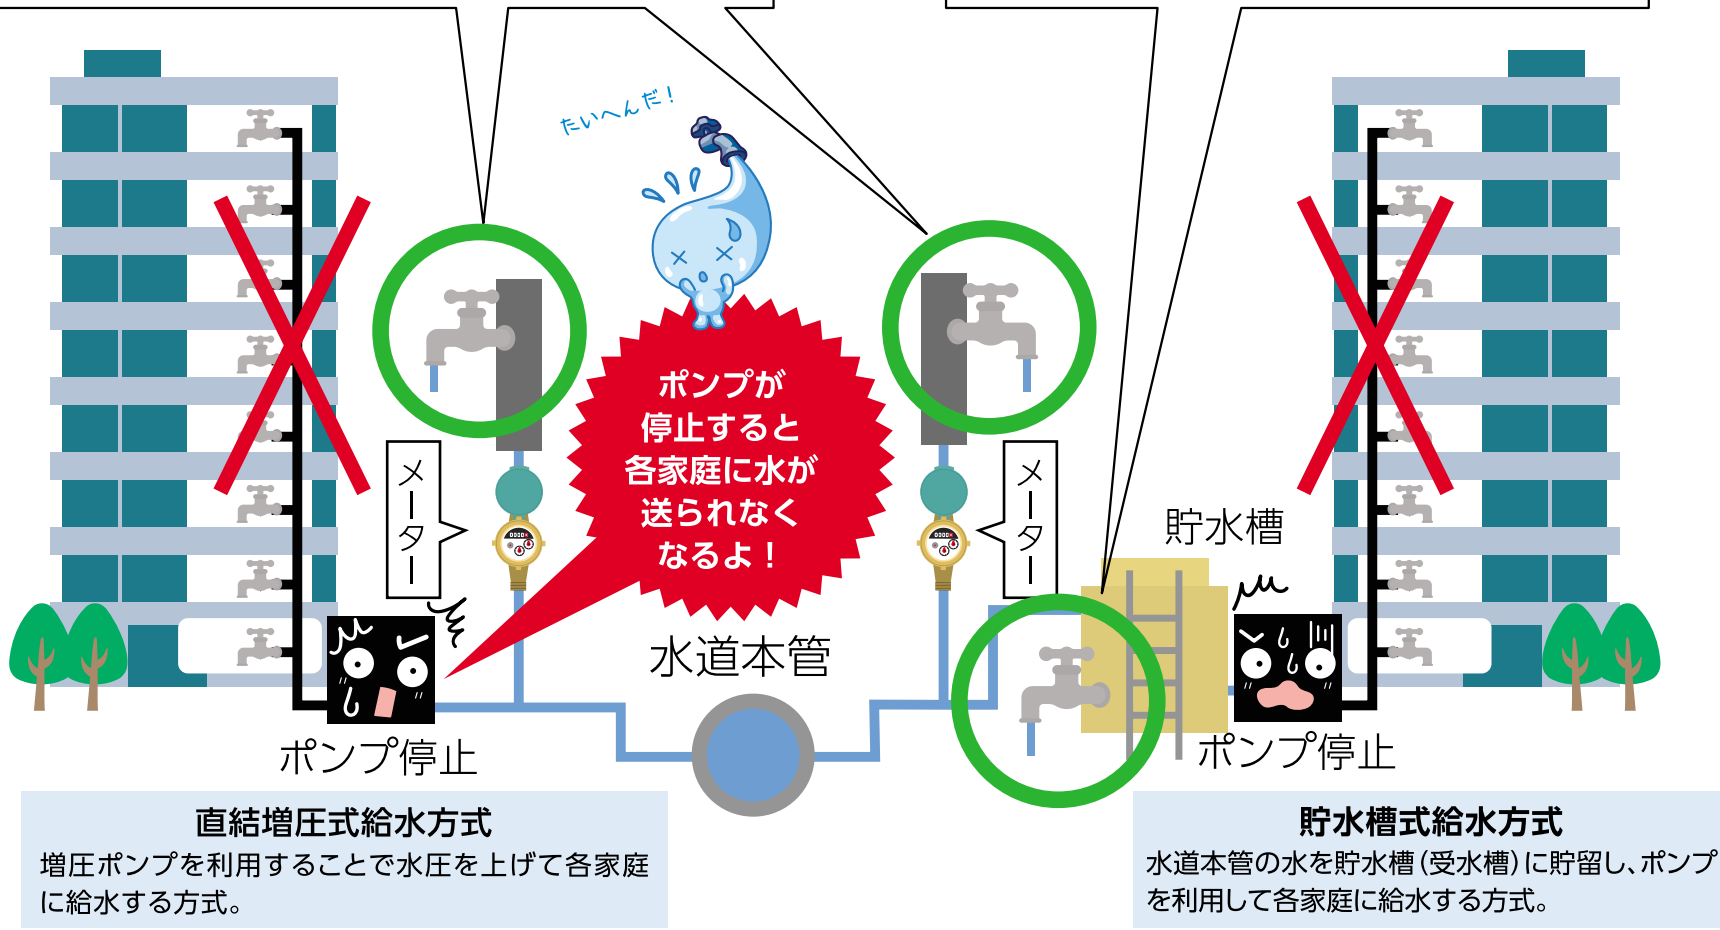 たいへんだ！
ポンプが
停止すると
各家庭に水が
送られなく
なるよ！
メーター
メーター
貯水槽
水道本管
ポンプ停止
ポンプ停止
直結増圧式給水方式
増圧ポンプを利用することで水圧を上げて各家庭
に給水する方式。
貯水槽式給水方式
水道本管の水を貯水槽（受水槽）に貯留し、ポンプ
を利用して各家庭に給水する方式。